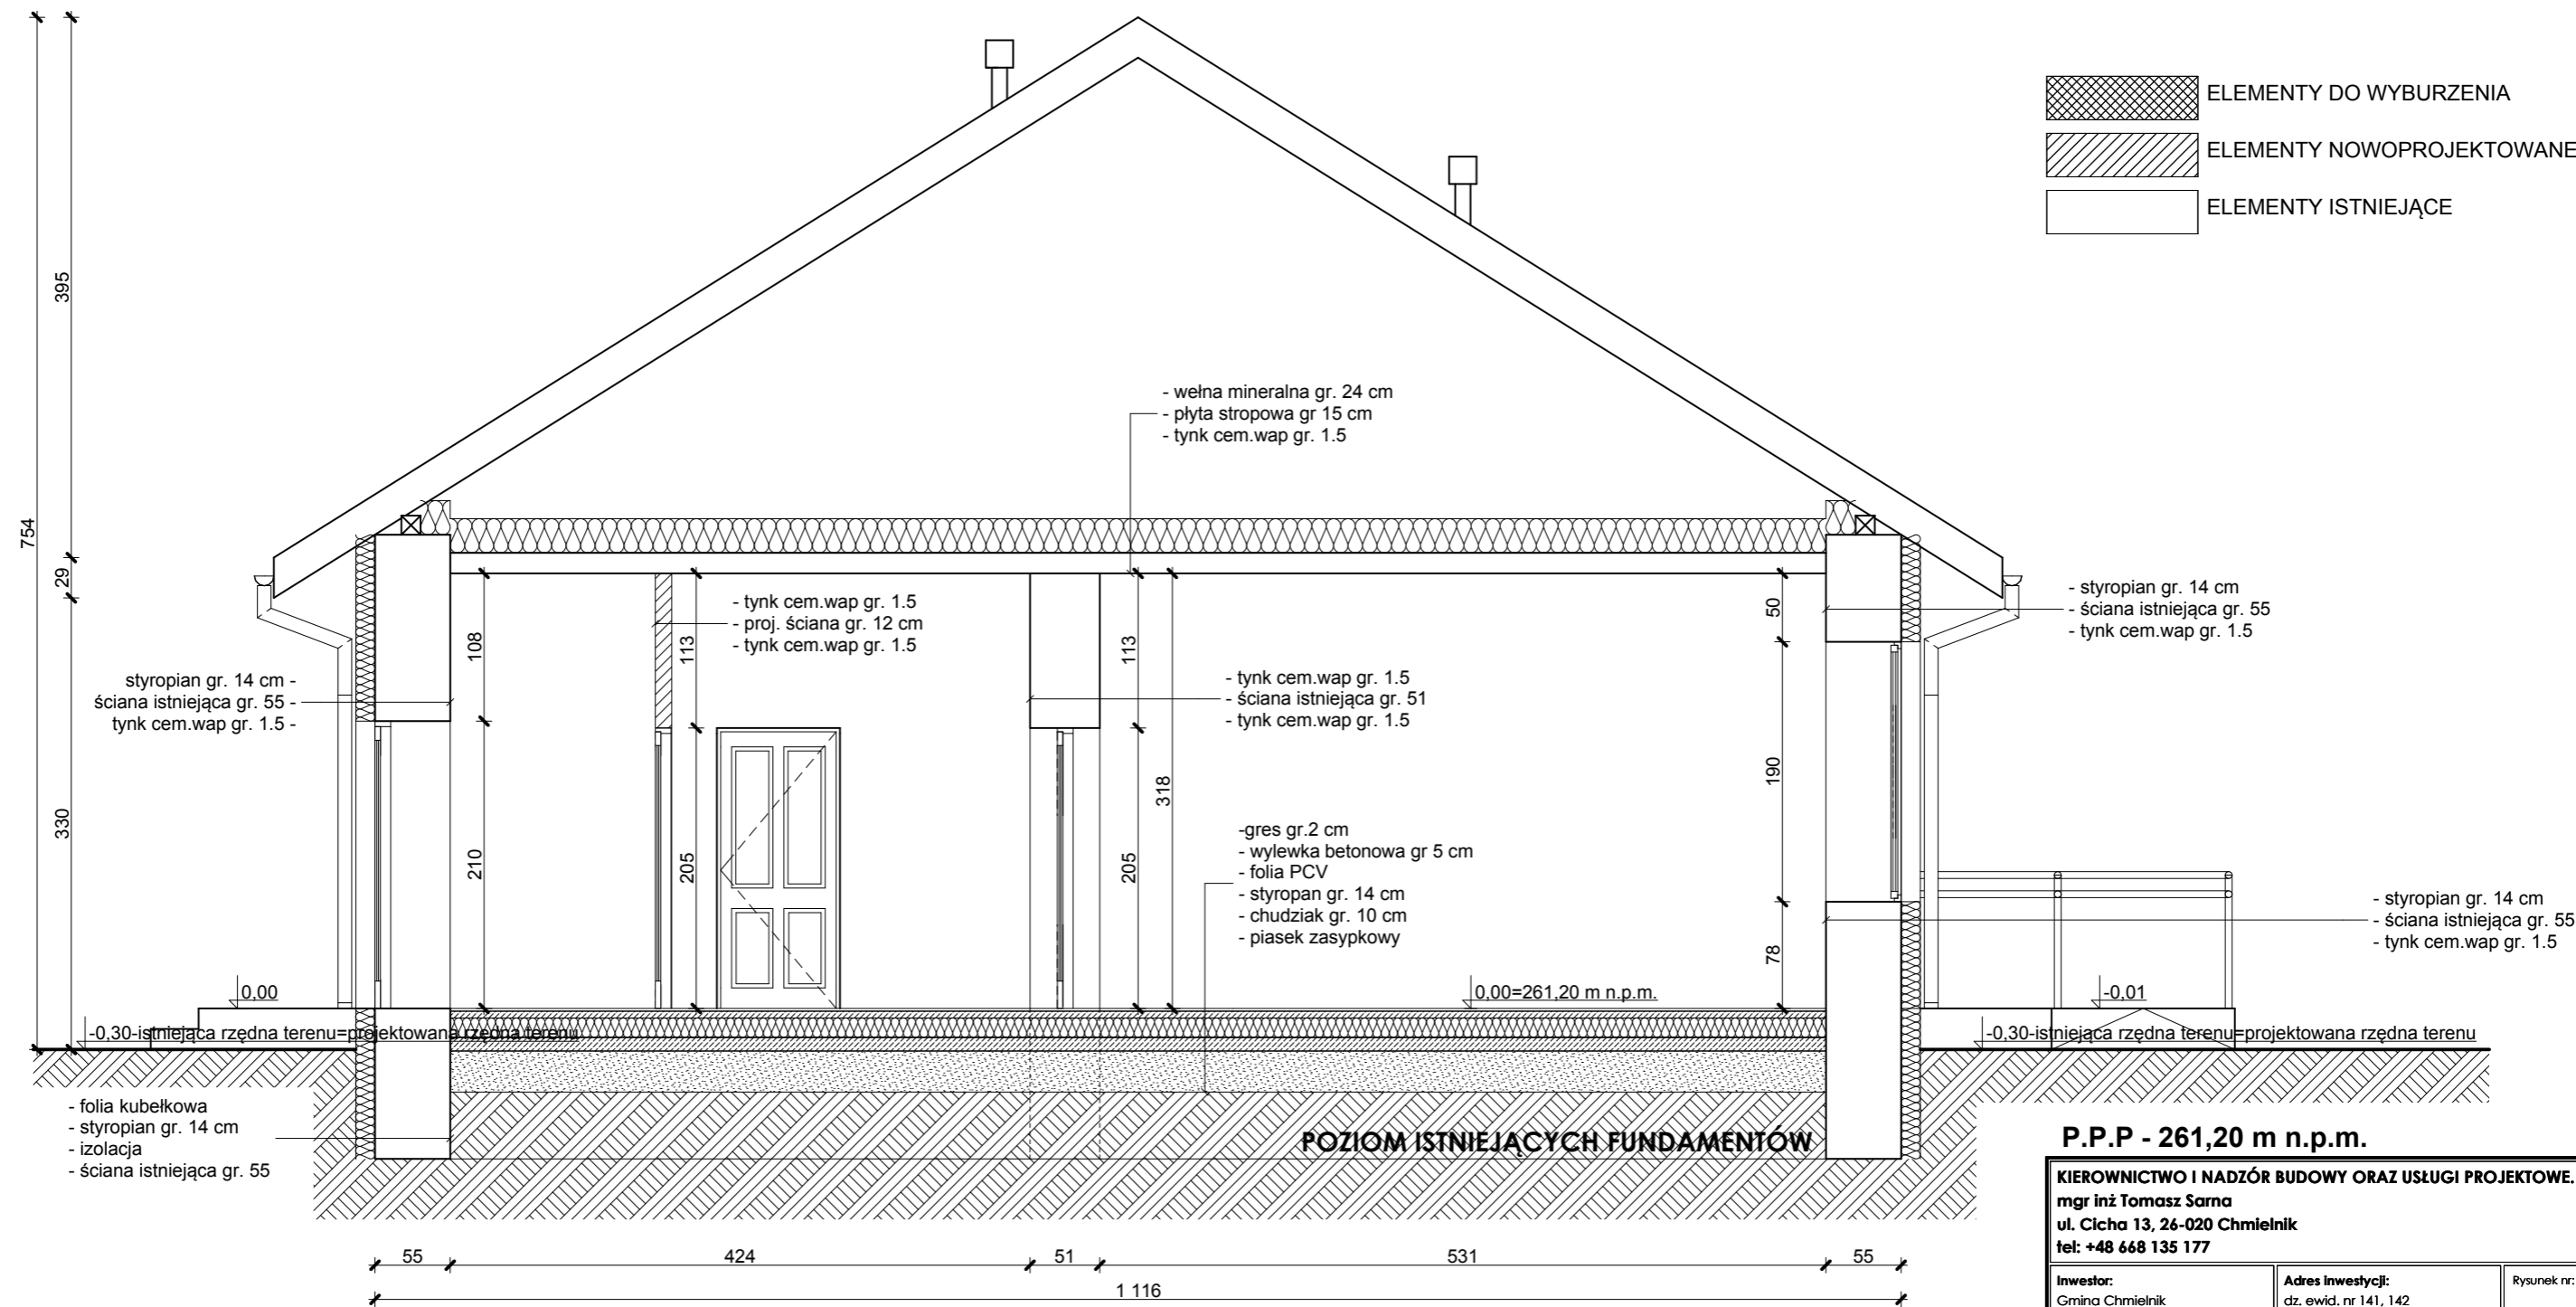 ELEMENTY DO WYBURZENIA
ELEMENTY NOWOPROJEKTOWANE
ELEMENTY ISTNIEJĄCE
754
395
29
330
- wełna mineralna gr. 24 cm
- płyta stropowa gr 15 cm
- tynk cem.wap gr. 1.5
- tynk cem.wap gr. 1.5
- proj. ściana gr. 12 cm
- tynk cem.wap gr. 1.5
styropian gr. 14 cm -
ściana istniejąca gr. 55 -
tynk cem.wap gr. 1.5 -
- tynk cem.wap gr. 1.5
- ściana istniejąca gr. 51
- tynk cem.wap gr. 1.5
- styropian gr. 14 cm
- ściana istniejąca gr. 55
- tynk cem.wap gr. 1.5
108
210
113
205
113
205
318
50
190
78
-gres gr.2 cm
- wylewka betonowa gr 5 cm
- folia PCV
- styropan gr. 14 cm
- chudziak gr. 10 cm
- piasek zasypkowy
- styropian gr. 14 cm
- ściana istniejąca gr. 55
- tynk cem.wap gr. 1.5
0,00
0,00=261,20 m n.p.m.
-0,01
-0,30-istniejąca rzędna terenu=projektowana rzędna terenu
-0,30-istniejąca rzędna terenu=projektowana rzędna terenu
- folia kubełkowa
- styropian gr. 14 cm
- izolacja
- ściana istniejąca gr. 55
POZIOM ISTNIEJĄCYCH FUNDAMENTÓW
55
424
51
531
55
1 116
P.P.P - 261,20 m n.p.m.
KIEROWNICTWO I NADZÓR BUDOWY ORAZ USŁUGI PROJEKTOWE.
mgr inż Tomasz Sarna
ul. Cicha 13, 26-020 Chmielnik
tel: +48 668 135 177
Inwestor:
Gmina Chmielnik
Adres inwestycji:
dz. ewid. nr 141, 142
Rysunek nr: